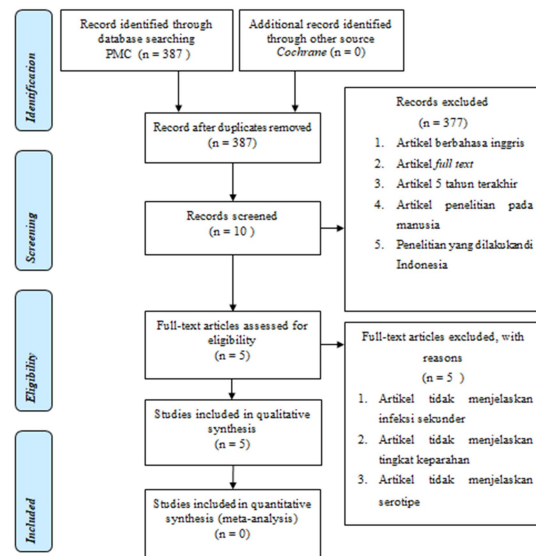 Identification
Record identified through
database searching
PMC (n = 387 )
Additional record identified
through other source
Cochrane (n = 0)
Record after duplicates removed
(n = 387)
Screening
Records screened
(n = 10 )
Records excluded
(n = 377)
1. Artikel berbahasa inggris
2. Artikel full text
3. Artikel 5 tahun terakhir
4. Artikel penelitian pada
manusia
5. Penelitian yang dilakukan di
Indonesia
Eligibility
Full-text articles assessed for
eligibility
(n = 5)
Full-text articles excluded, with
reasons
(n = 5 )
1. Artikel tidak menjelaskan
infeksi sekunder
2. Artikel tidak menjelaskan
tingkat keparahan
3. Artikel tidak menjelaskan
serotipe
Studies included in qualitative
synthesis
(n = 5)
Included
Studies included in quantitative
synthesis (meta-analysis)
(n = 0)